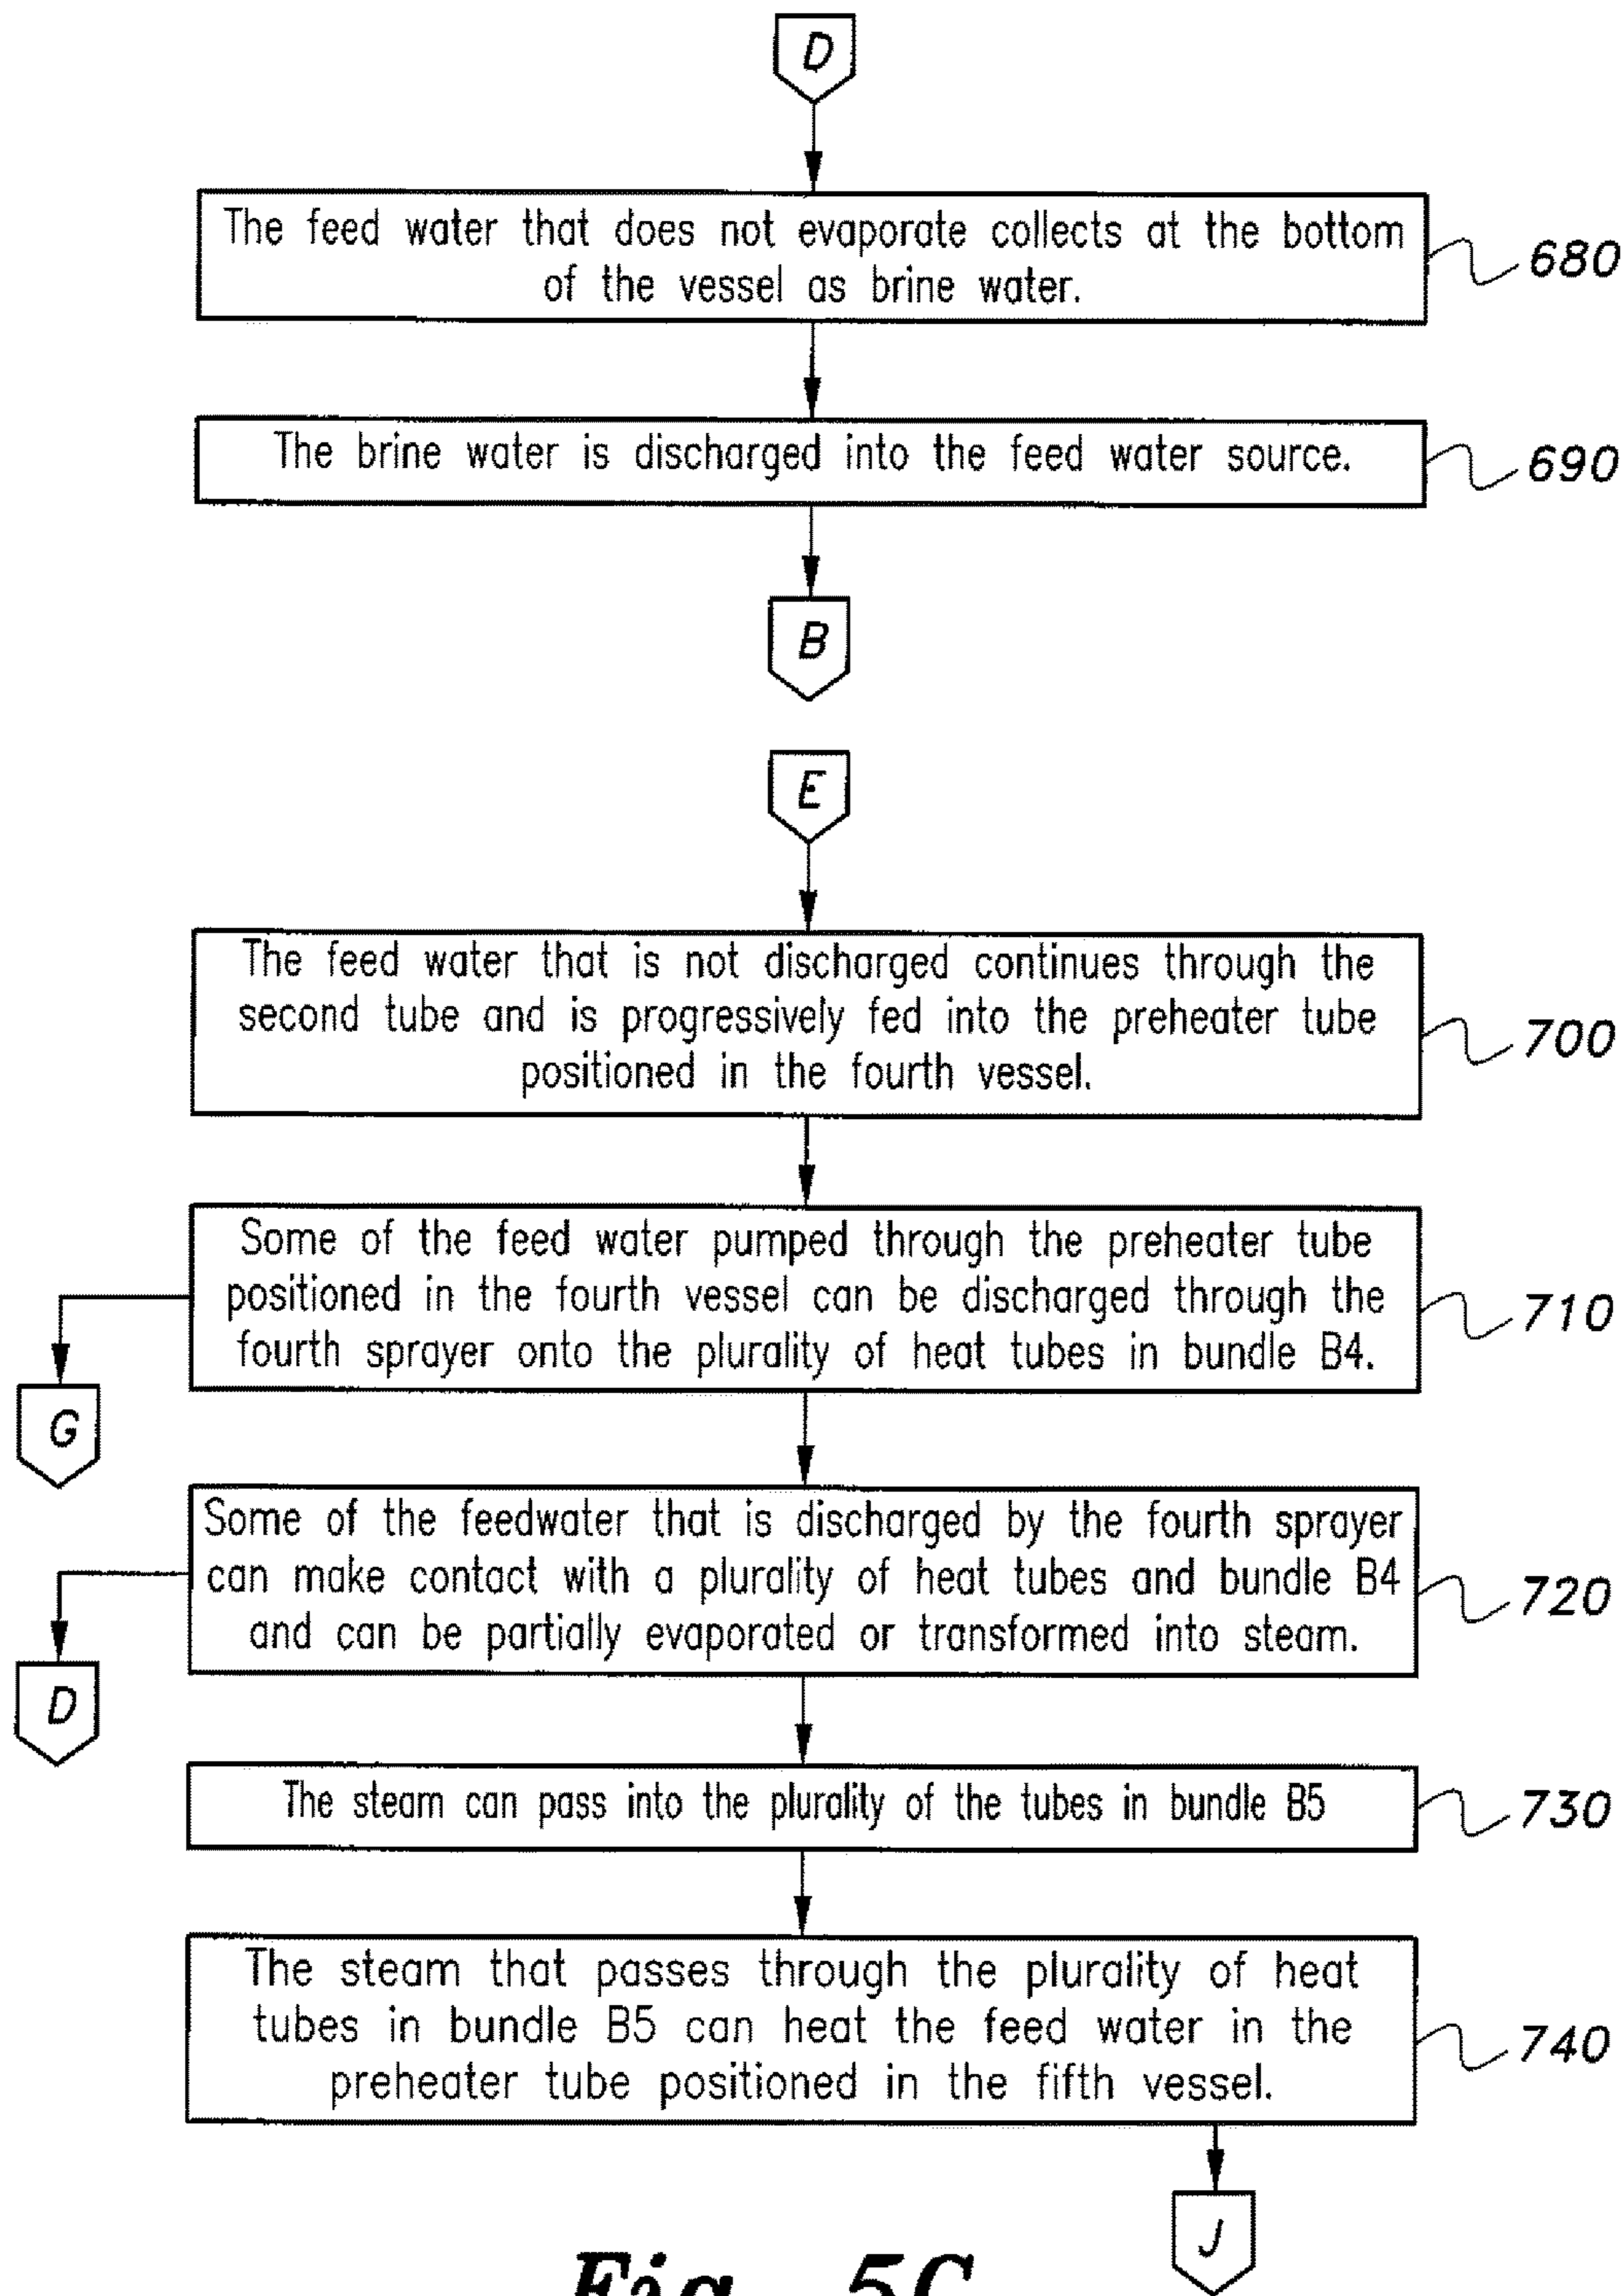 D
The feed water that does not evaporate collects at the bottom
of the vessel as brine water.
680
The brine water is discharged into the feed water source.
690
B
E
The feed water that is not discharged continues through the
second tube and is progressively fed into the preheater tube
positioned in the fourth vessel.
700
Some of the feed water pumped through the preheater tube
positioned in the fourth vessel can be discharged through the
fourth sprayer onto the plurality of heat tubes in bundle B4.
710
G
Some of the feedwater that is discharged by the fourth sprayer
can make contact with a plurality of heat tubes and bundle B4
and can be partially evaporated or transformed into steam.
720
D
The steam can pass into the plurality of the tubes in bundle B5
730
The steam that passes through the plurality of heat
tubes in bundle B5 can heat the feed water in the
preheater tube positioned in the fifth vessel.
740
J
Fig. 5C